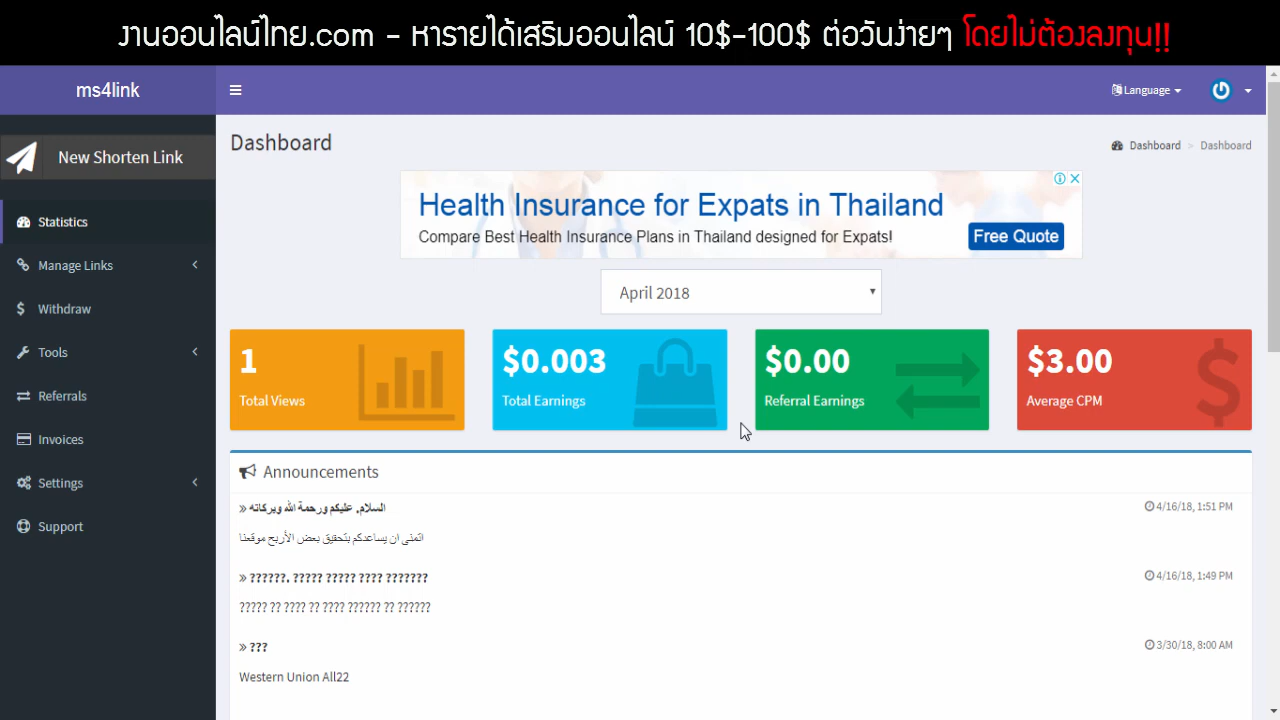 งานออนไลน์ไทย.com - หารายได้เสริมออนไลน์ 10$-100$ ต่อวันง่ายๆ โดยไม่ต้องลงทุน!!
ms4link
Language
New Shorten Link
Dashboard
Dashboard > Dashboard
Statistics
Manage Links
Withdraw
Tools
Referrals
Invoices
Settings
Support
Health Insurance for Expats in Thailand
Compare Best Health Insurance Plans in Thailand designed for Expats!
Free Quote
April 2018
1
Total Views
$0.003
Total Earnings
$0.00
Referral Earnings
$3.00
Average CPM
Announcements
» السلام, عليكم ورحمة الله وبركاته
4/16/18, 1:51 PM
اتمنى ان يساعدكم بتحقيق بعض الأربح موقعنا
» ??????. ????? ????? ???? ???????
4/16/18, 1:49 PM
????? ?? ???? ?? ???? ?????? ?? ??????
» ???
3/30/18, 8:00 AM
Western Union All22